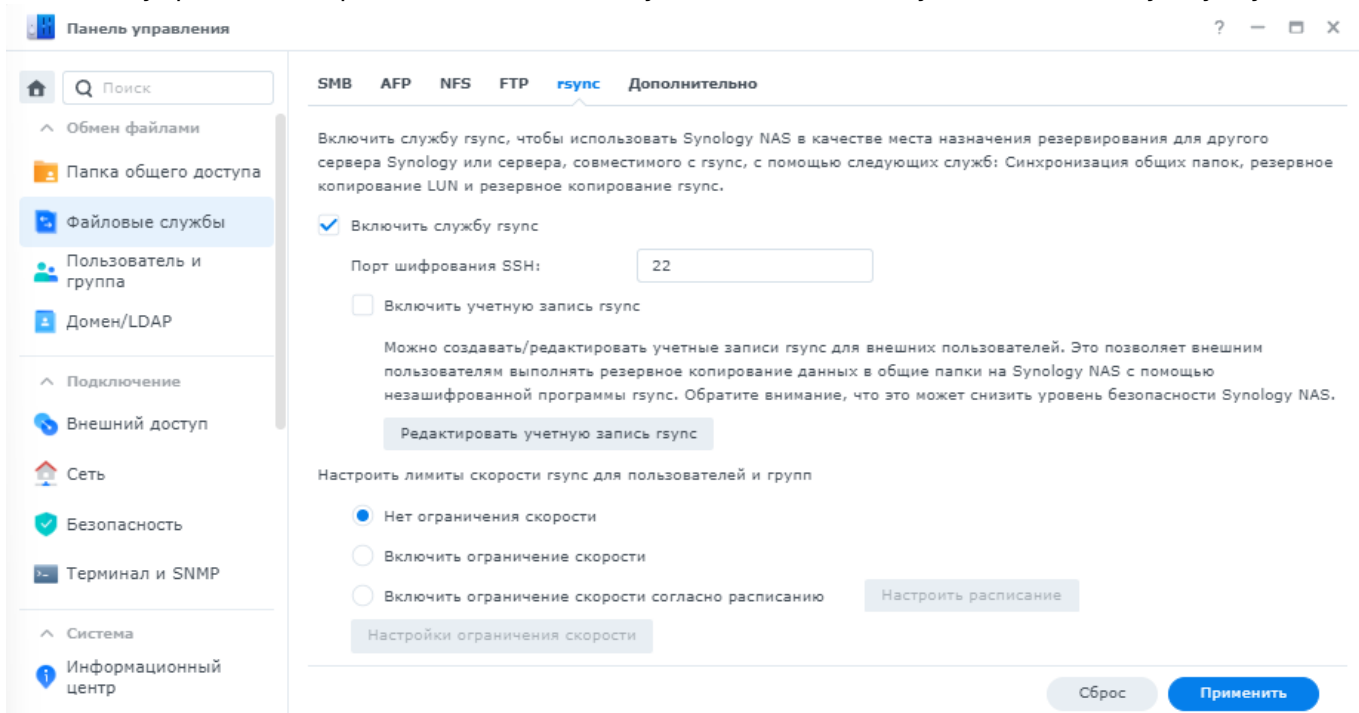 Панель управления
?
Поиск
Обмен файлами
Папка общего доступа
Файловые службы
Пользователь и
группа
Домен/LDAP
Подключение
Внешний доступ
Сеть
Безопасность
Терминал и SNMP
Система
Информационный
центр
SMB AFP NFS FTP rsync Дополнительно
Включить службу rsync, чтобы использовать Synology NAS в качестве места назначения резервирования для другого
сервера Synology или сервера, совместимого с rsync, с помощью следующих служб: Синхронизация общих папок, резервное
копирование LUN и резервное копирование rsync.
Включить службу rsync
Порт шифрования SSH: 22
Включить учетную запись rsync
Можно создавать/редактировать учетные записи rsync для внешних пользователей. Это позволяет внешним
пользователям выполнять резервное копирование данных в общие папки на Synology NAS с помощью
незашифрованной программы rsync. Обратите внимание, что это может снизить уровень безопасности Synology NAS.
Редактировать учетную запись rsync
Настроить лимиты скорости rsync для пользователей и групп
Нет ограничения скорости
Включить ограничение скорости
Включить ограничение скорости согласно расписанию Настроить расписание
Настройки ограничения скорости
Сброс Применить